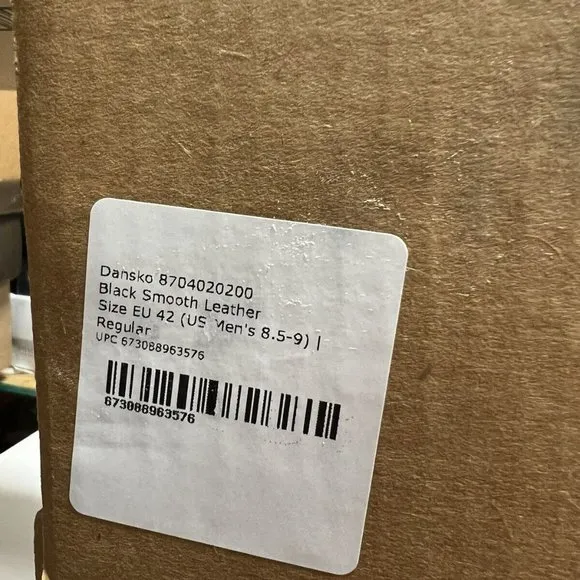 Dansko 8704020200
Black Smooth Leather
Size EU 42 (US Men's 8.5-9) |
Regular
UPC 673088963576
673088963576